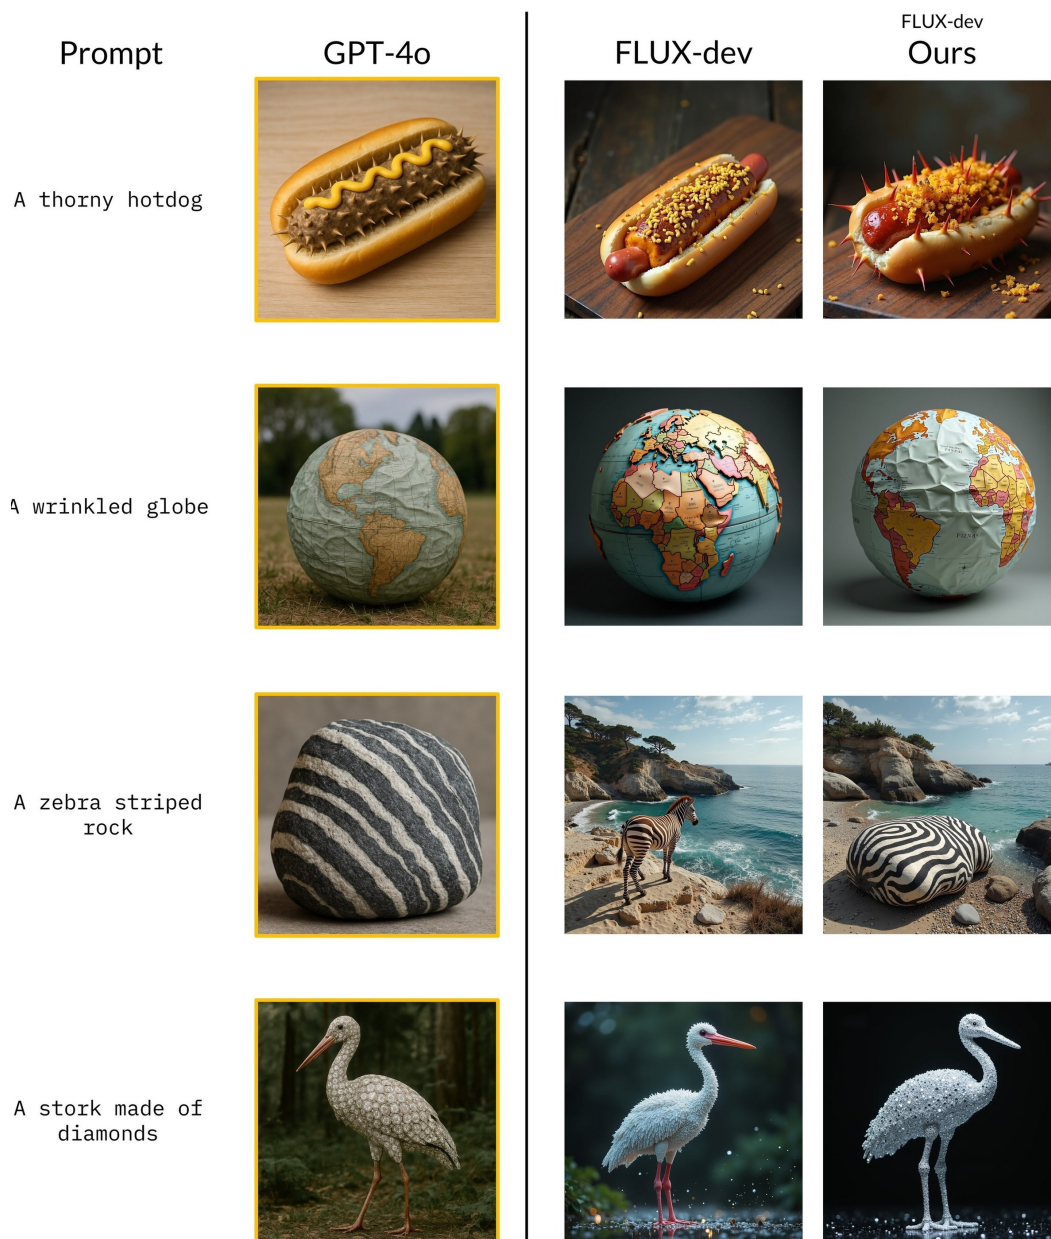 FLUX-dev
Prompt GPT-4o FLUX-dev Ours
A thorny hotdog
A wrinkled globe
A zebra striped
rock
A stork made of
diamonds